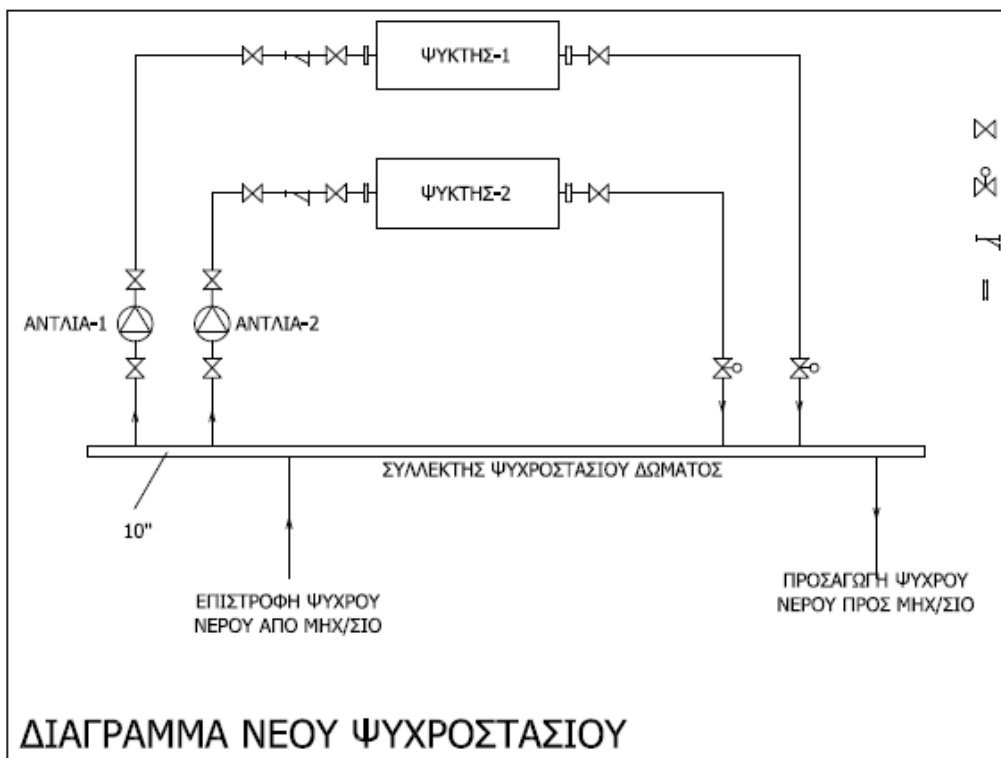 ΨΥΚΤΗΣ-1
ΨΥΚΤΗΣ-2
ΑΝΤΛΙΑ-1
ΑΝΤΛΙΑ-2
ΣΥΛΛΕΚΤΗΣ ΨΥΧΡΟΣΤΑΣΙΟΥ ΔΩΜΑΤΟΣ
10"
ΕΠΙΣΤΡΟΦΗ ΨΥΧΡΟΥ
ΝΕΡΟΥ ΑΠΟ ΜΗΧ/ΣΙΟ
ΠΡΟΣΑΓΩΓΗ ΨΥΧΡΟΥ
ΝΕΡΟΥ ΠΡΟΣ ΜΗΧ/ΣΙΟ
ΔΙΑΓΡΑΜΜΑ ΝΕΟΥ ΨΥΧΡΟΣΤΑΣΙΟΥ